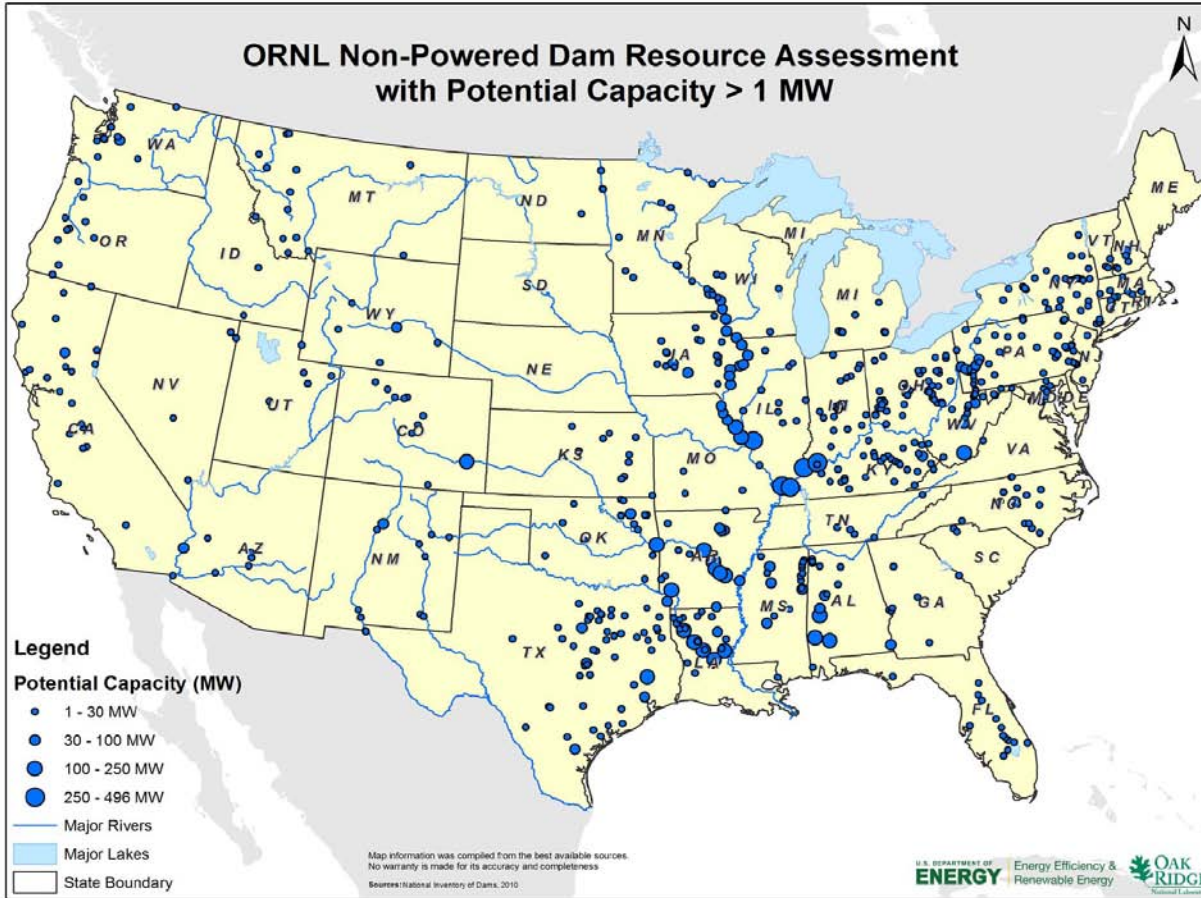 N
ORNL Non-Powered Dam Resource Assessment
with Potential Capacity > 1 MW
WA
MT
ND
MN
MI
ME
VT
NH
OR
ID
SD
WI
MI
NY
MA
CT
RI
WY
NE
IA
PA
NJ
NV
UT
CO
IL
IN
OH
MD
DE
CA
KS
MO
KY
WV
VA
AZ
NM
OK
AR
TN
NC
SC
TX
LA
MS
AL
GA
FL
Legend
Potential Capacity (MW)
1 - 30 MW
30 - 100 MW
100 - 250 MW
250 - 496 MW
Major Rivers
Major Lakes
State Boundary
Map information was compiled from the best available sources.
No warranty is made for its accuracy and completeness
Sources: National Inventory of Dams, 2010
U.S. DEPARTMENT OF
ENERGY
Energy Efficiency &
Renewable Energy
OAK
RIDGE
National Laboratory